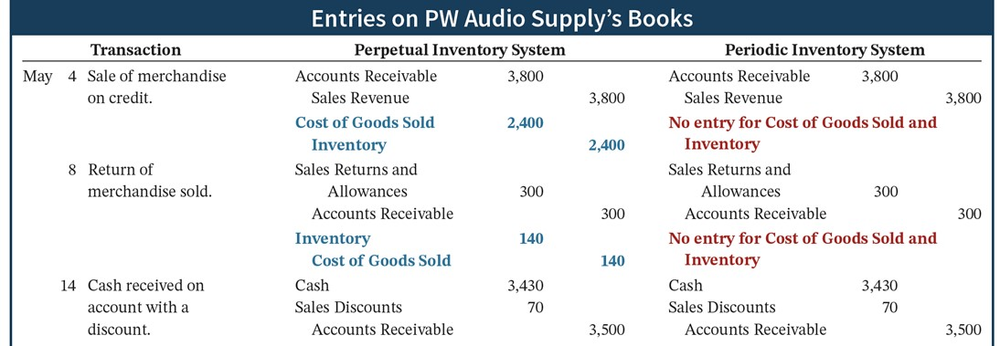 Entries on PW Audio Supply’s Books
Transaction Perpetual Inventory System Periodic Inventory System
May 4 Sale of merchandise Accounts Receivable 3,800 Accounts Receivable 3,800
on credit. Sales Revenue 3,800 Sales Revenue 3,800
Cost of Goods Sold 2,400 No entry for Cost of Goods Sold and
Inventory 2,400 Inventory
8 Return of Sales Returns and Sales Returns and
merchandise sold. Allowances 300 Allowances 300
Accounts Receivable 300 Accounts Receivable 300
Inventory 140 No entry for Cost of Goods Sold and
Cost of Goods Sold 140 Inventory
14 Cash received on Cash 3,430 Cash 3,430
account with a Sales Discounts 70 Sales Discounts 70
discount. Accounts Receivable 3,500 Accounts Receivable 3,500